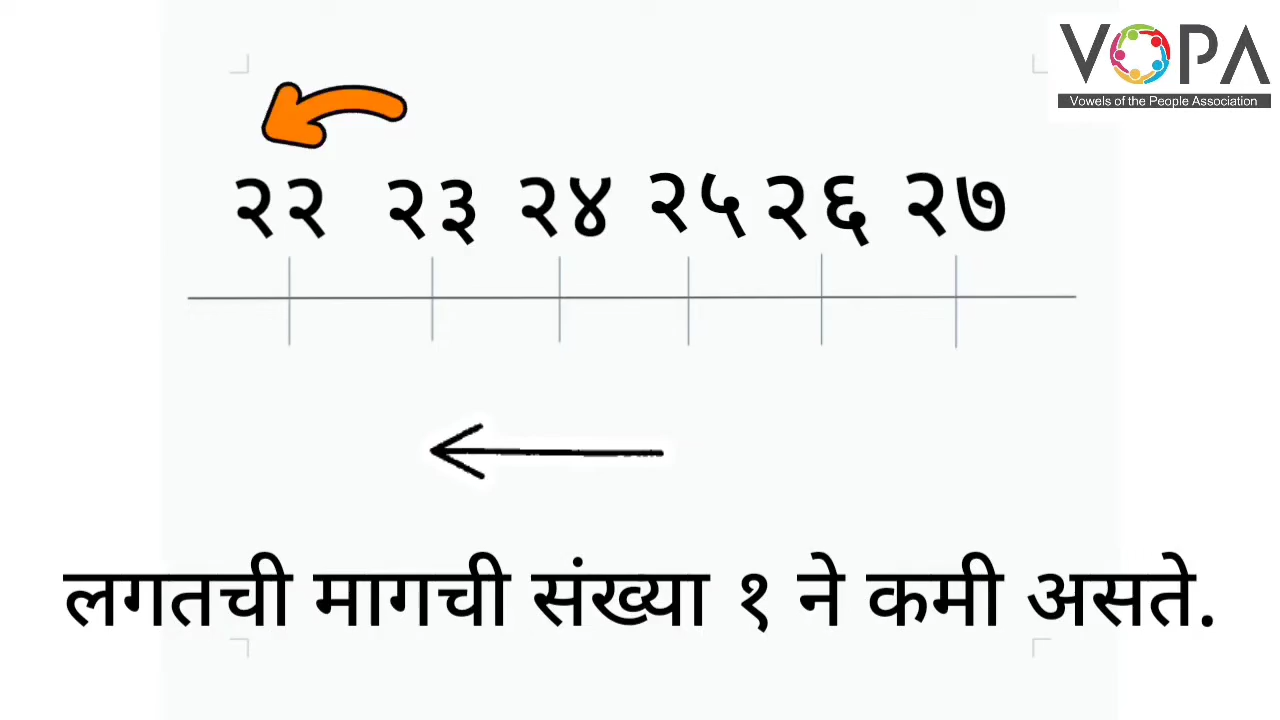 VOPA
Vowels of the People Association
२२ २३ २४ २५ २६ २७
लगतची मागची संख्या १ ने कमी असते.